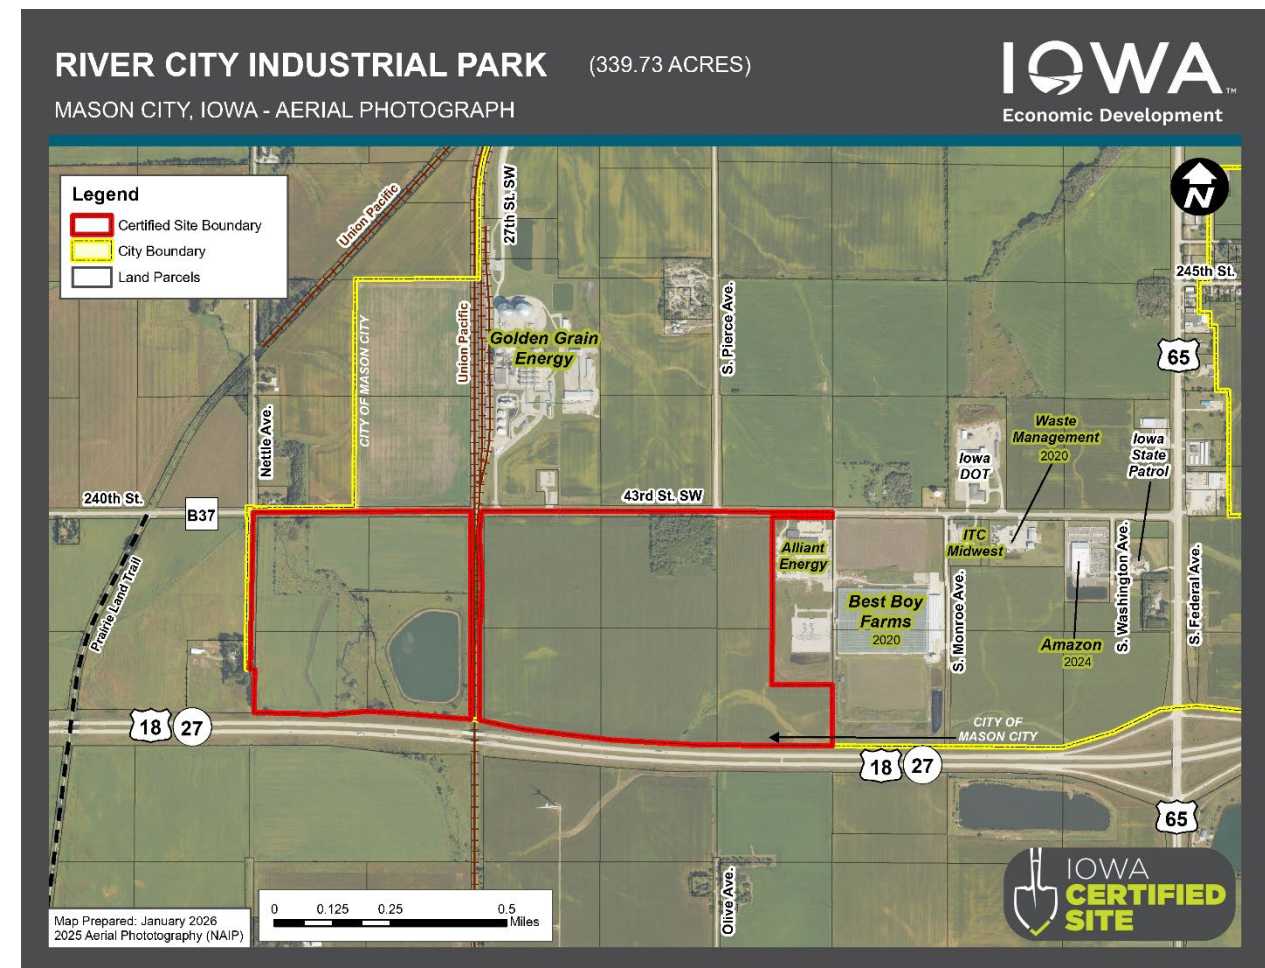 RIVER CITY INDUSTRIAL PARK (339.73 ACRES)
MASON CITY, IOWA - AERIAL PHOTOGRAPH
IOWA™
Economic Development
Legend
Certified Site Boundary
City Boundary
Land Parcels
Union Pacific
27th St. SW
N
245th St.
65
S. Pierce Ave.
CITY OF MASON CITY
Union Pacific
Golden Grain
Energy
Nettle Ave.
Waste
Management
2020
Iowa
DOT
Iowa
State
Patrol
240th St.
B37
43rd St. SW
Alliant
Energy
ITC
Midwest
Prairie Land Trail
Best Boy
Farms
2020
S. Monroe Ave.
S. Washington Ave.
S. Federal Ave.
Amazon
2024
18 27
CITY OF
MASON CITY
18 27
65
Olive Ave.
0 0.125 0.25 0.5
Miles
Map Prepared: January 2026
2025 Aerial Phototography (NAIP)
IOWA
CERTIFIED
SITE